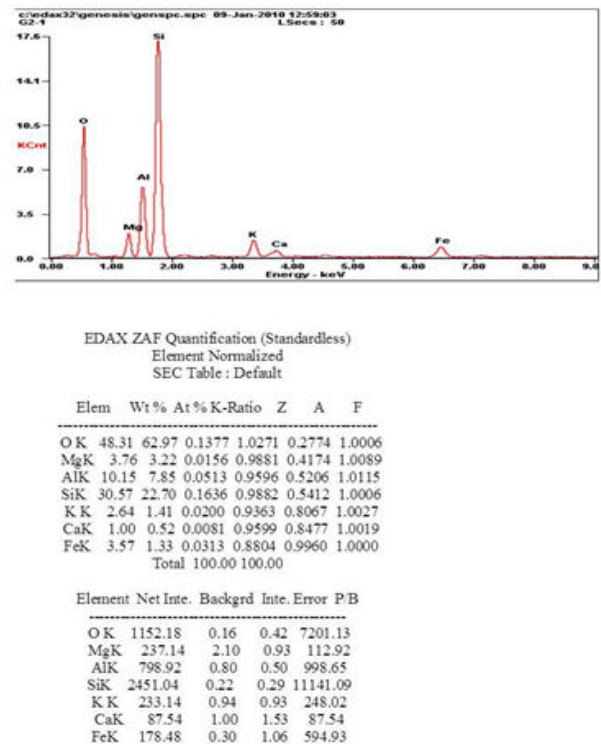 c:\edax32\genesis\genspc.spc 09-Jan-2010 12:59:03
G2-1 LSecs : 50
17.6
14.1
10.5
KCnt
7.0
3.5
0.0
O
Mg
Al
Si
K
Ca
Fe
0.00 1.00 2.00 3.00 4.00 5.00 6.00 7.00 8.00 9.0
Energy - keV
EDAX ZAF Quantification (Standardless)
Element Normalized
SEC Table : Default
Elem Wt % At % K-Ratio Z A F
O K 48.31 62.97 0.1377 1.0271 0.2774 1.0006
MgK 3.76 3.22 0.0156 0.9881 0.4174 1.0089
AlK 10.15 7.85 0.0513 0.9596 0.5206 1.0115
SiK 30.57 22.70 0.1636 0.9882 0.5412 1.0006
K K 2.64 1.41 0.0200 0.9363 0.8067 1.0027
CaK 1.00 0.52 0.0081 0.9599 0.8477 1.0019
FeK 3.57 1.33 0.0313 0.8804 0.9960 1.0000
Total 100.00 100.00
Element Net Inte. Backgrd Inte. Error P/B
O K 1152.18 0.16 0.42 7201.13
MgK 237.14 2.10 0.93 112.92
AlK 798.92 0.80 0.50 998.65
SiK 2451.04 0.22 0.29 11141.09
K K 233.14 0.94 0.93 248.02
CaK 87.54 1.00 1.53 87.54
FeK 178.48 0.30 1.06 594.93